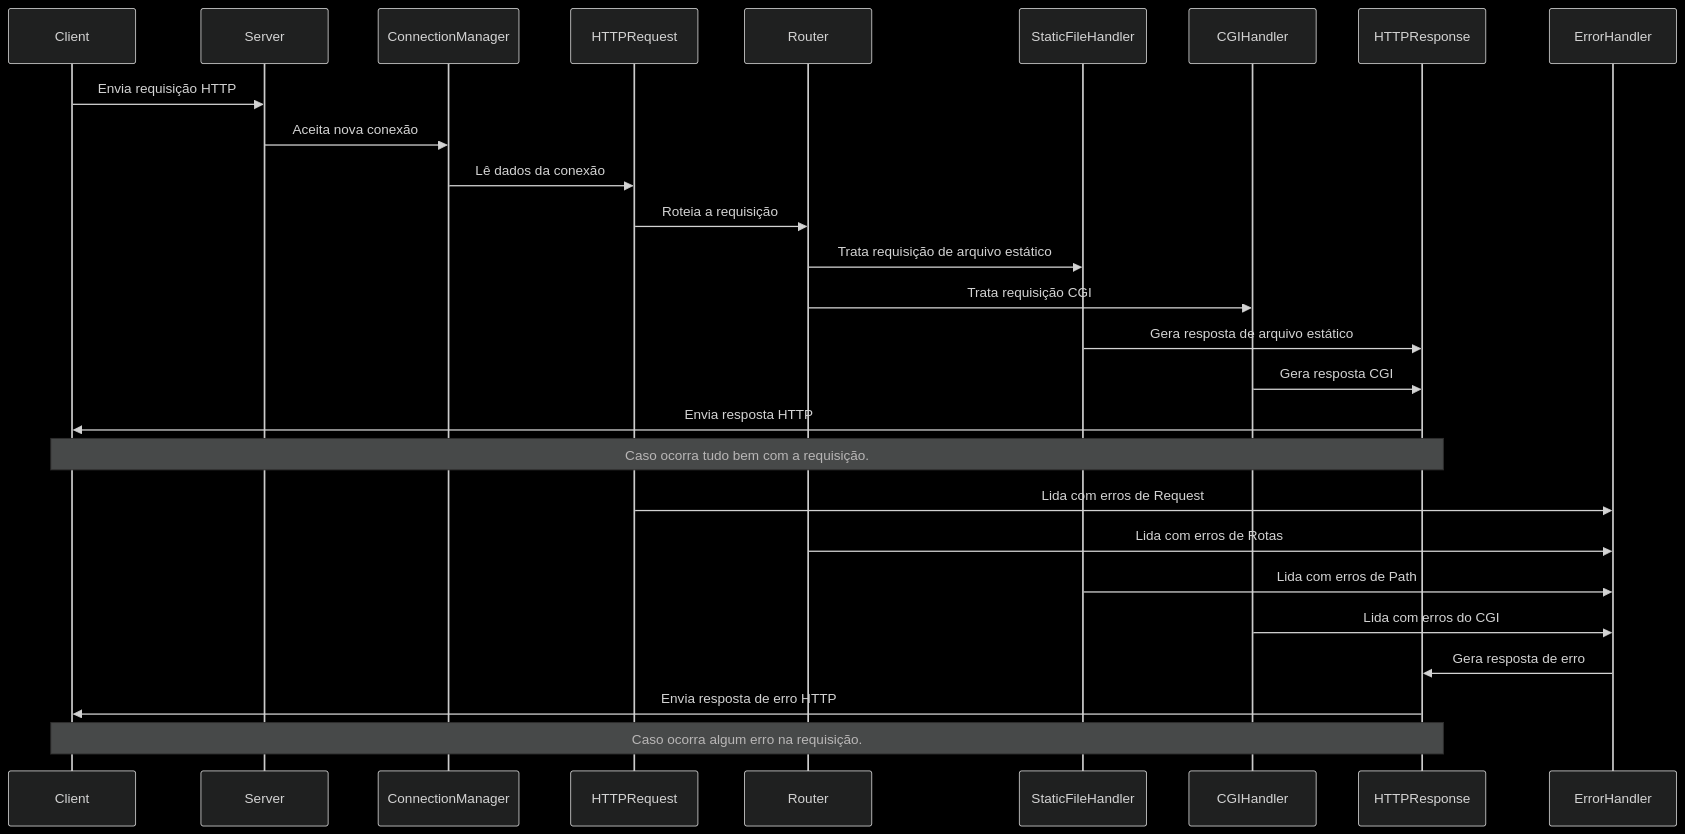 Client
Server
ConnectionManager
HTTPRequest
Router
StaticFileHandler
CGIHandler
HTTPResponse
ErrorHandler
Envia requisição HTTP
Aceita nova conexão
Lê dados da conexão
Roteia a requisição
Trata requisição de arquivo estático
Trata requisição CGI
Gera resposta de arquivo estático
Gera resposta CGI
Envia resposta HTTP
Caso ocorra tudo bem com a requisição.
Lida com erros de Request
Lida com erros de Rotas
Lida com erros de Path
Lida com erros do CGI
Gera resposta de erro
Envia resposta de erro HTTP
Caso ocorra algum erro na requisição.
Client
Server
ConnectionManager
HTTPRequest
Router
StaticFileHandler
CGIHandler
HTTPResponse
ErrorHandler